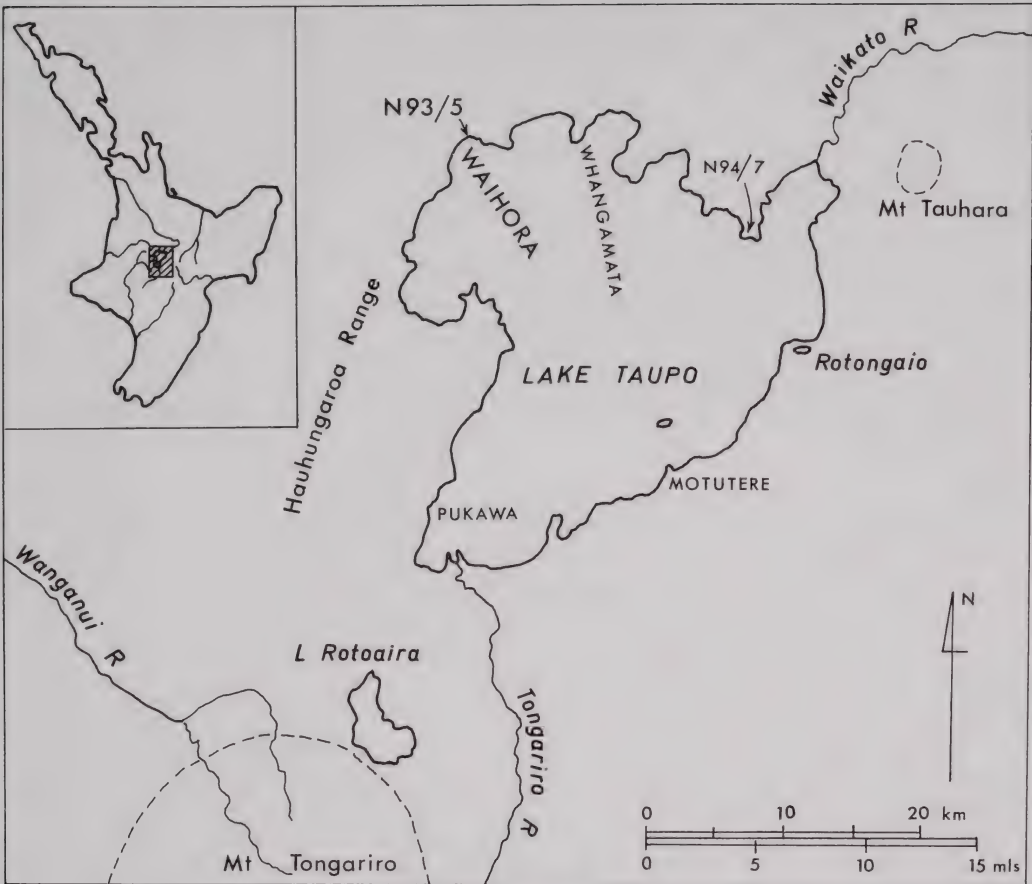 Waikato R
N93/5
WAIHORA
WHANGAMATA
N94/7
Mt Tauhara
Hauhungaroa Range
LAKE TAUPO
Rotongaio
MOTUTERE
PUKAWA
Wanganui R
L Rotoaira
Tongariro R
N
Mt Tongariro
0 10 20 km
0 5 10 15 mls